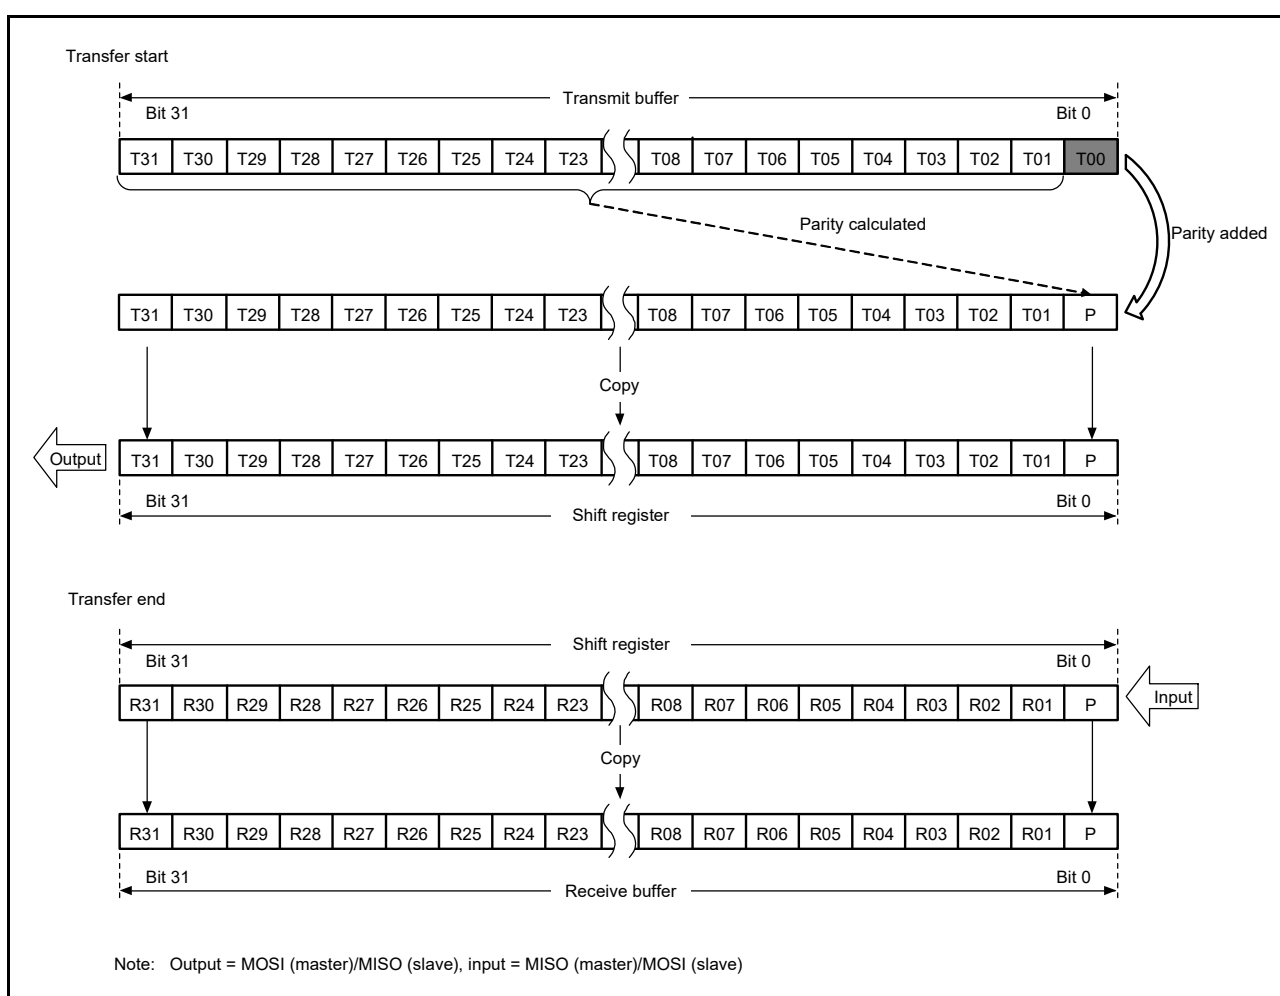 Transfer start
Transmit buffer
Bit 31 Bit 0
T31 T30 T29 T28 T27 T26 T25 T24 T23 T08 T07 T06 T05 T04 T03 T02 T01 T00
Parity calculated
Parity added
T31 T30 T29 T28 T27 T26 T25 T24 T23 T08 T07 T06 T05 T04 T03 T02 T01 P
Copy
Output
T31 T30 T29 T28 T27 T26 T25 T24 T23 T08 T07 T06 T05 T04 T03 T02 T01 P
Bit 31 Bit 0
Shift register
Transfer end
Shift register
Bit 31 Bit 0
R31 R30 R29 R28 R27 R26 R25 R24 R23 R08 R07 R06 R05 R04 R03 R02 R01 P
Input
Copy
R31 R30 R29 R28 R27 R26 R25 R24 R23 R08 R07 R06 R05 R04 R03 R02 R01 P
Bit 31 Bit 0
Receive buffer
Note: Output = MOSI (master)/MISO (slave), input = MISO (master)/MOSI (slave)